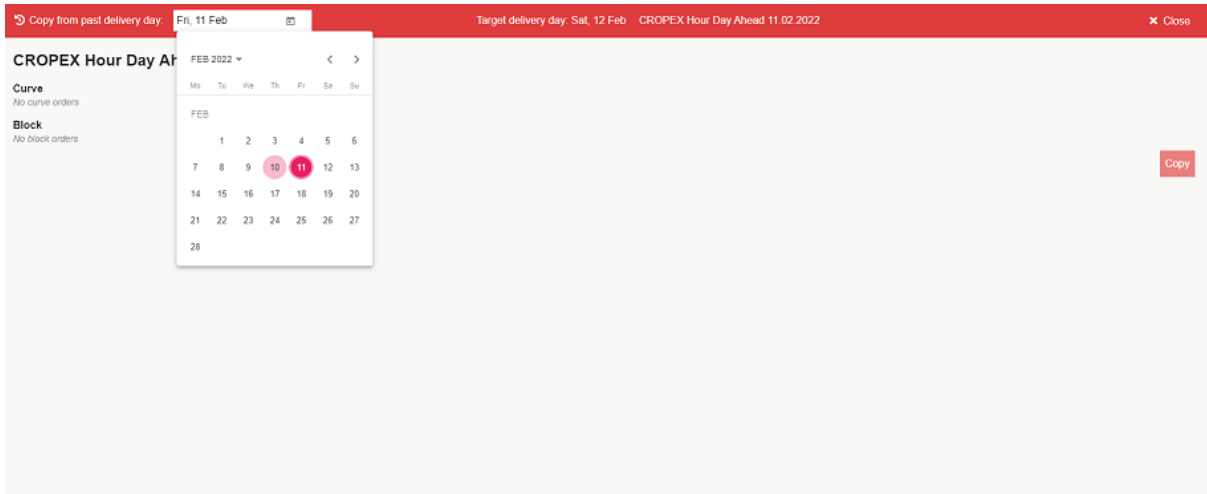 Copy from past delivery day: Fri, 11 Feb Target delivery day: Sat, 12 Feb CROPEX Hour Day Ahead 11.02.2022 × Close
CROPEX Hour Day Ah
FEB 2022
Mo Tu We Th Fr Sa Su
Curve
No curve orders
FEB
Block
No block orders
1 2 3 4 5 6
7 8 9 10 11 12 13
Copy
14 15 16 17 18 19 20
21 22 23 24 25 26 27
28